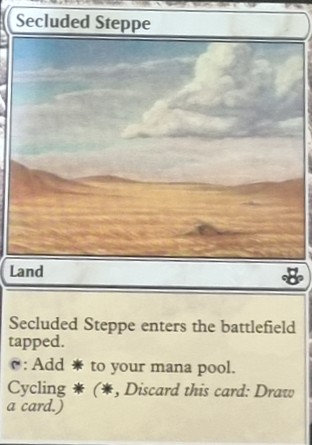 Secluded Steppe
Land
Secluded Steppe enters the battlefield
tapped.
: Add to your mana pool.
Cycling (, Discard this card: Draw
a card.)